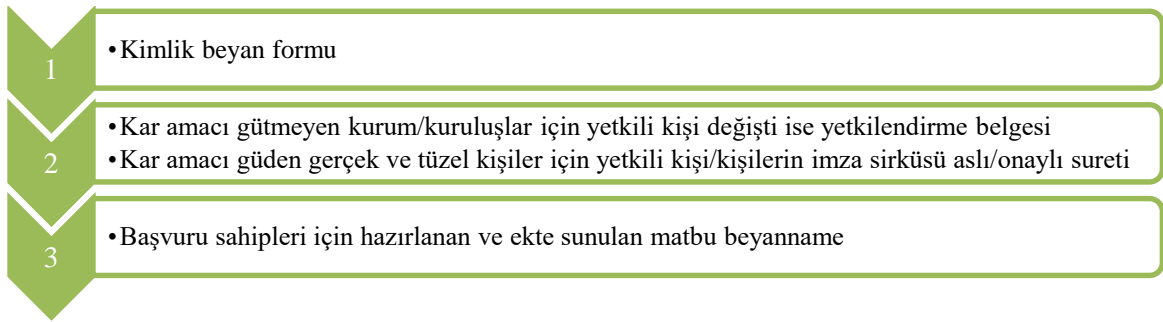 1
•Kimlik beyan formu
2
•Kar amacı gütmeyen kurum/kuruluşlar için yetkili kişi değişti ise yetkilendirme belgesi
•Kar amacı güden gerçek ve tüzel kişiler için yetkili kişi/kişilerin imza sirküsü aslı/onaylı sureti
3
•Başvuru sahipleri için hazırlanan ve ekte sunulan matbu beyanname